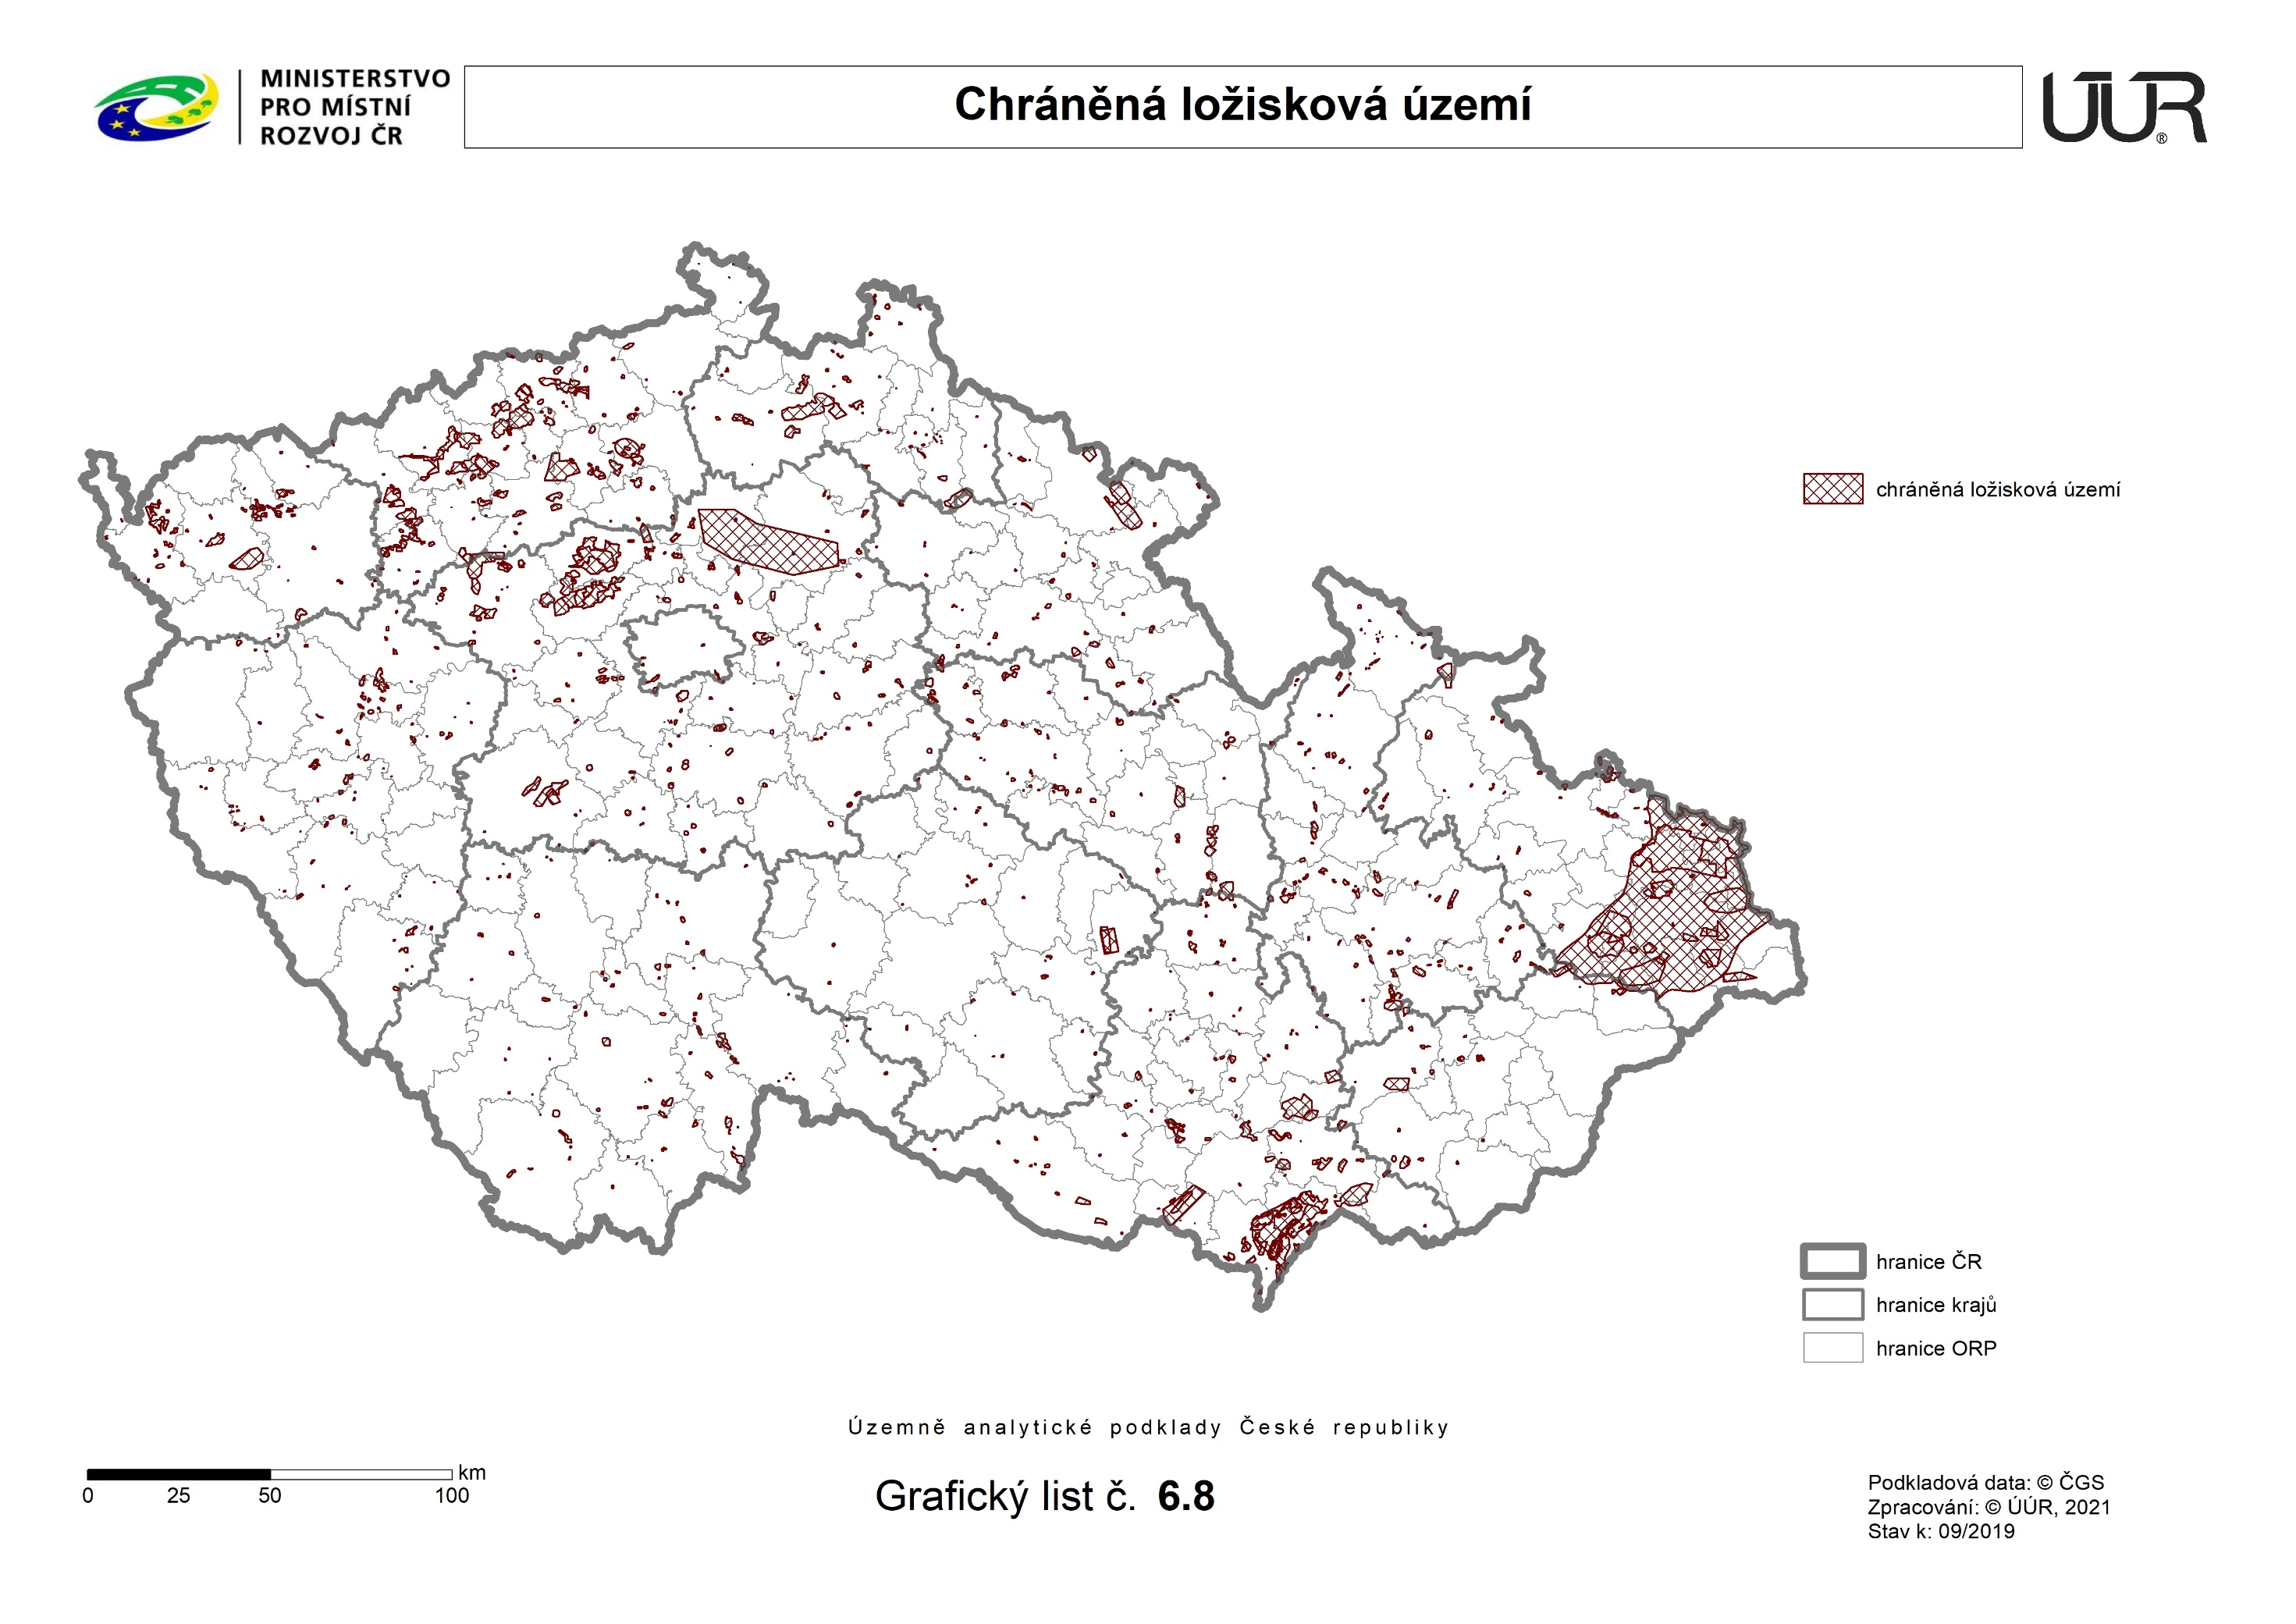 MINISTERSTVO
PRO MÍSTNÍ
ROZVOJ ČR
Chráněná ložisková území
ÚÚR
®
chráněná ložisková území
hranice ČR
hranice krajů
hranice ORP
Územně analytické podklady České republiky
km
0 25 50 100
Grafický list č. 6.8
Podkladová data: © ČGS
Zpracování: © ÚÚR, 2021
Stav k: 09/2019